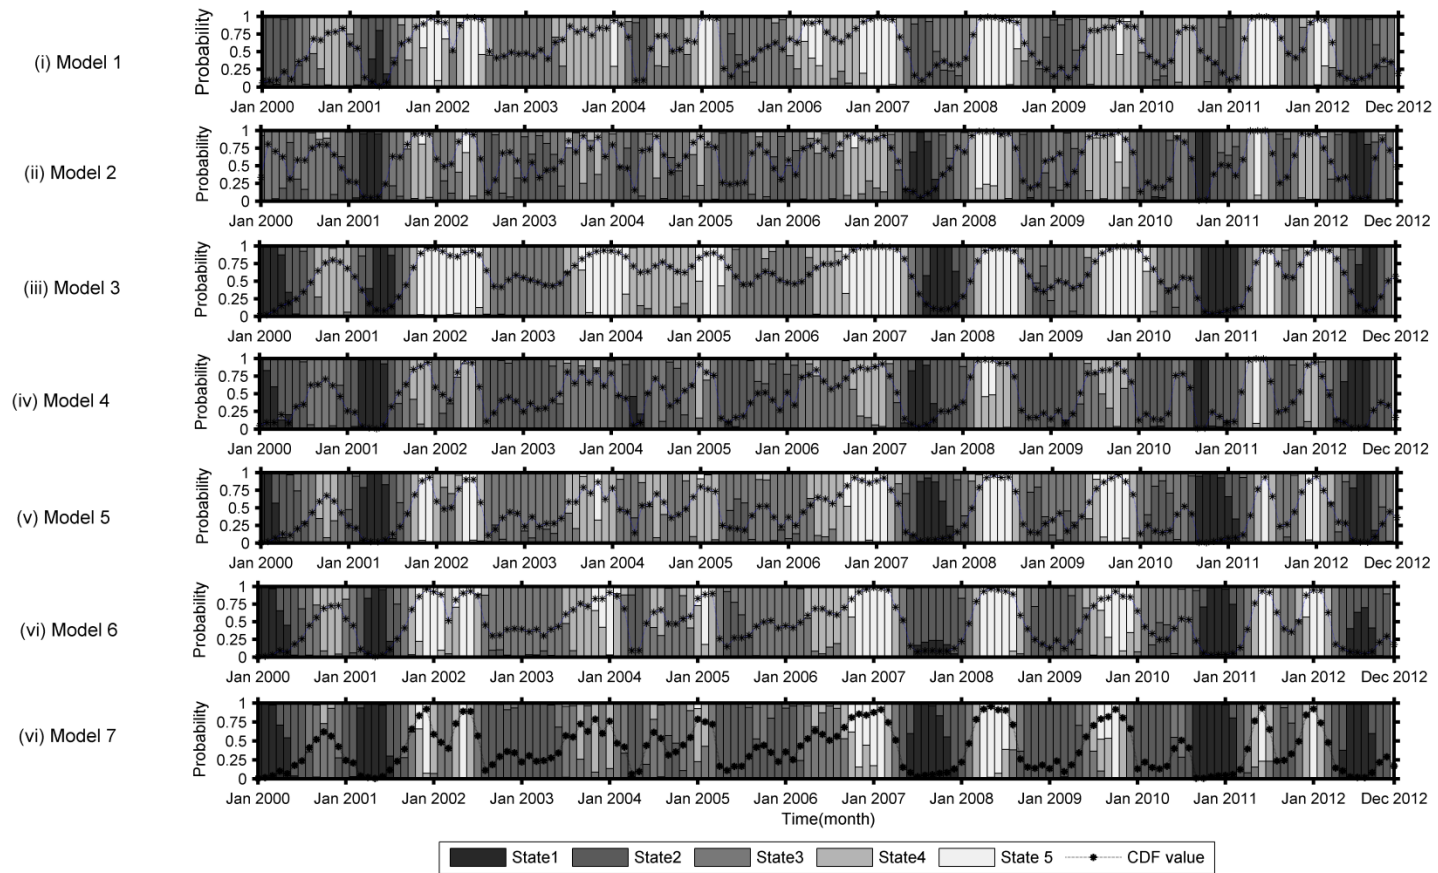 (i) Model 1
Probability
1
0.75
0.5
0.25
0
Jan 2000 Jan 2001 Jan 2002 Jan 2003 Jan 2004 Jan 2005 Jan 2006 Jan 2007 Jan 2008 Jan 2009 Jan 2010 Jan 2011 Jan 2012 Dec 2012
(ii) Model 2
Probability
1
0.75
0.5
0.25
0
Jan 2000 Jan 2001 Jan 2002 Jan 2003 Jan 2004 Jan 2005 Jan 2006 Jan 2007 Jan 2008 Jan 2009 Jan 2010 Jan 2011 Jan 2012 Dec 2012
(iii) Model 3
Probability
1
0.75
0.5
0.25
0
Jan 2000 Jan 2001 Jan 2002 Jan 2003 Jan 2004 Jan 2005 Jan 2006 Jan 2007 Jan 2008 Jan 2009 Jan 2010 Jan 2011 Jan 2012 Dec 2012
(iv) Model 4
Probability
1
0.75
0.5
0.25
0
Jan 2000 Jan 2001 Jan 2002 Jan 2003 Jan 2004 Jan 2005 Jan 2006 Jan 2007 Jan 2008 Jan 2009 Jan 2010 Jan 2011 Jan 2012 Dec 2012
(v) Model 5
Probability
1
0.75
0.5
0.25
0
Jan 2000 Jan 2001 Jan 2002 Jan 2003 Jan 2004 Jan 2005 Jan 2006 Jan 2007 Jan 2008 Jan 2009 Jan 2010 Jan 2011 Jan 2012 Dec 2012
(vi) Model 6
Probability
1
0.75
0.5
0.25
0
Jan 2000 Jan 2001 Jan 2002 Jan 2003 Jan 2004 Jan 2005 Jan 2006 Jan 2007 Jan 2008 Jan 2009 Jan 2010 Jan 2011 Jan 2012 Dec 2012
(vi) Model 7
Probability
1
0.75
0.5
0.25
0
Jan 2000 Jan 2001 Jan 2002 Jan 2003 Jan 2004 Jan 2005 Jan 2006 Jan 2007 Jan 2008 Jan 2009 Jan 2010 Jan 2011 Jan 2012 Dec 2012
Time(month)
State1 State2 State3 State4 State 5 CDF value